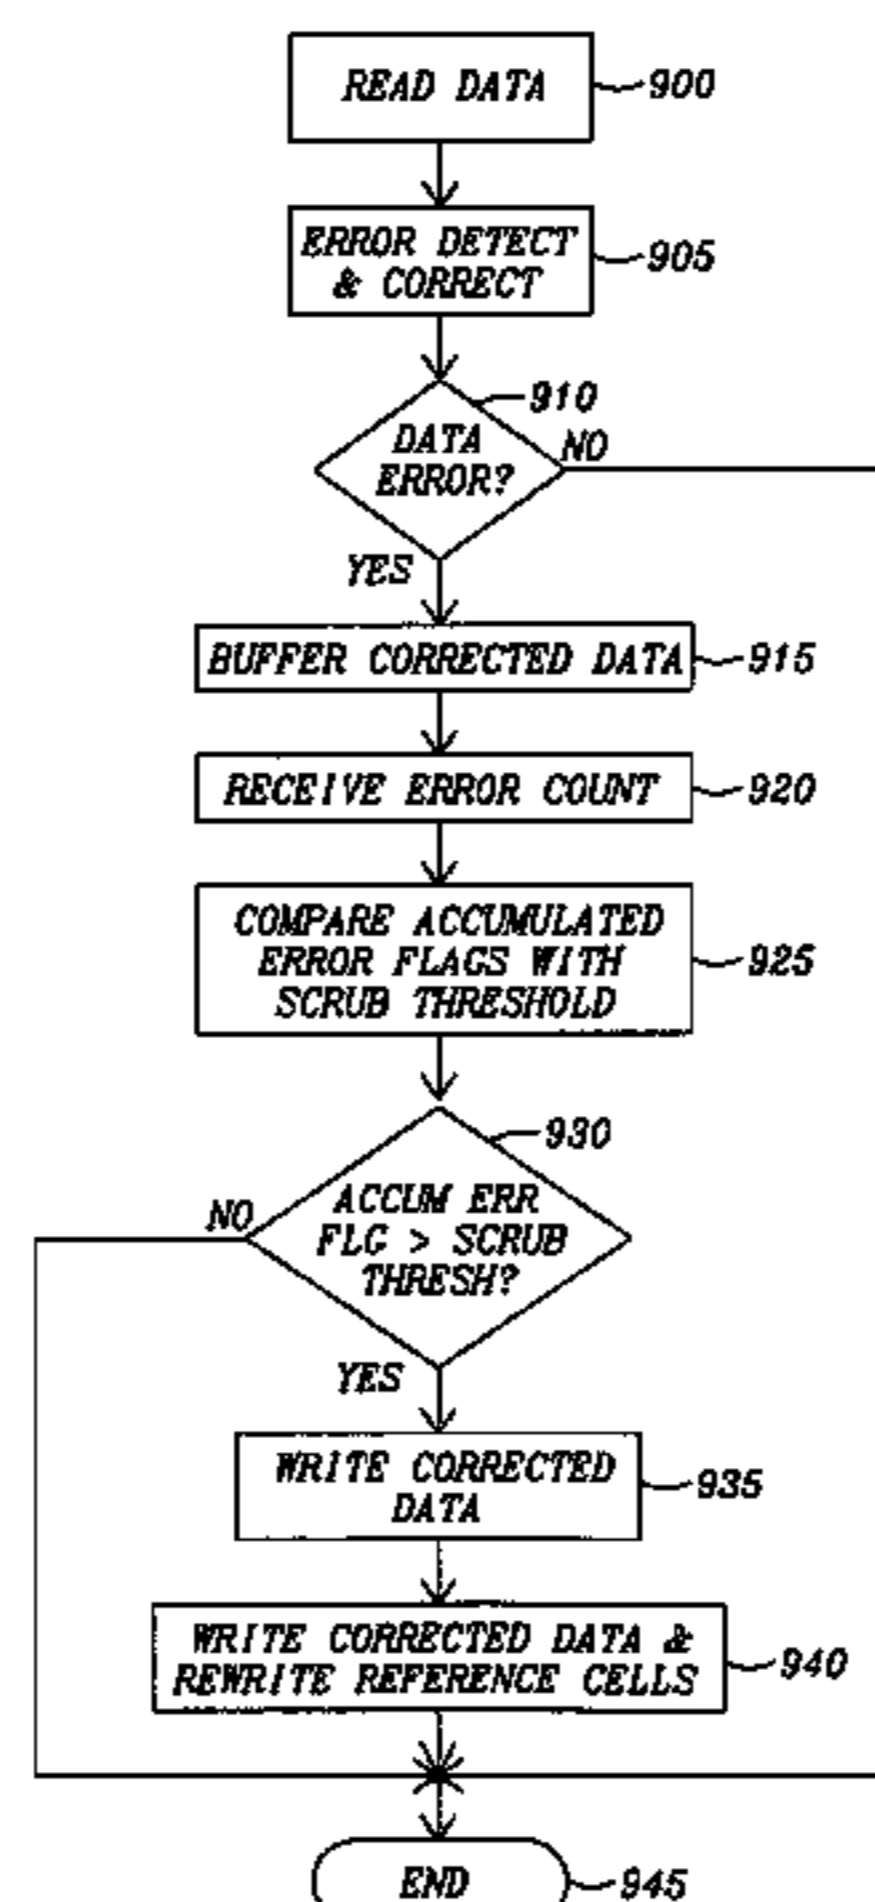 READ DATA
900
ERROR DETECT
& CORRECT
905
910
DATA
ERROR?
NO
YES
BUFFER CORRECTED DATA
915
RECEIVE ERROR COUNT
920
COMPARE ACCUMULATED
ERROR FLAGS WITH
SCRUB THRESHOLD
925
930
ACCUM ERR
FLG > SCRUB
THRESH?
NO
YES
WRITE CORRECTED
DATA
935
WRITE CORRECTED DATA &
REWRITE REFERENCE CELLS
940
END
945